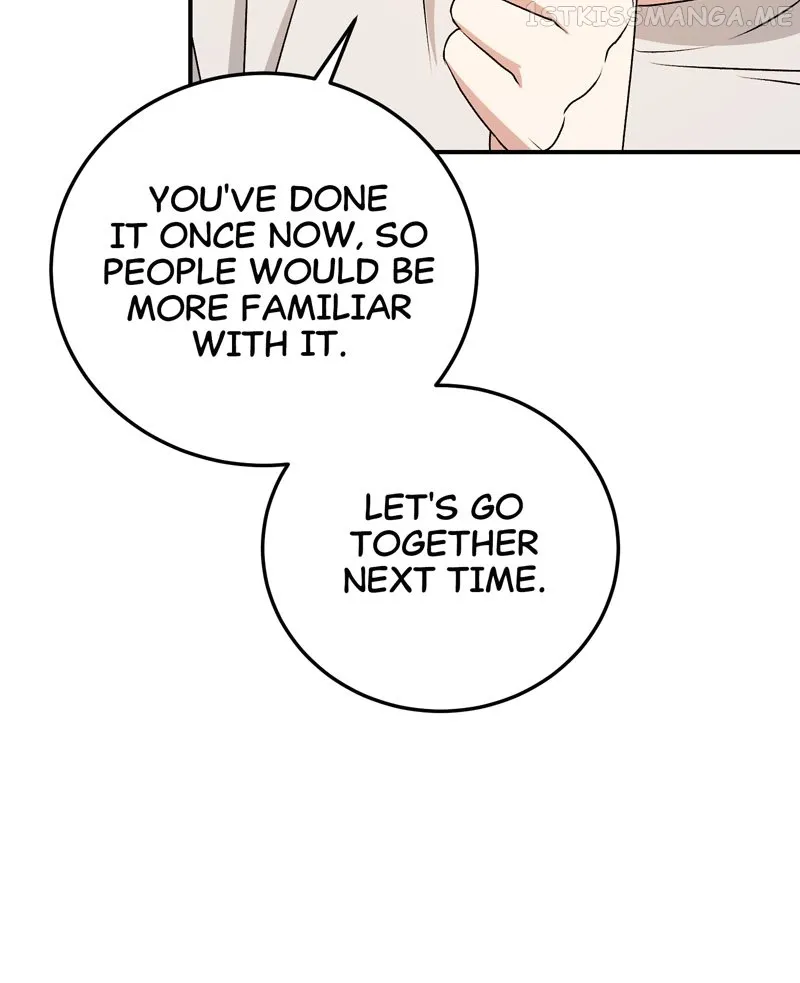 1STKISSMANGA.ME
YOU'VE DONE
IT ONCE NOW, SO
PEOPLE WOULD BE
MORE FAMILIAR
WITH IT.
LET'S GO
TOGETHER
NEXT TIME.